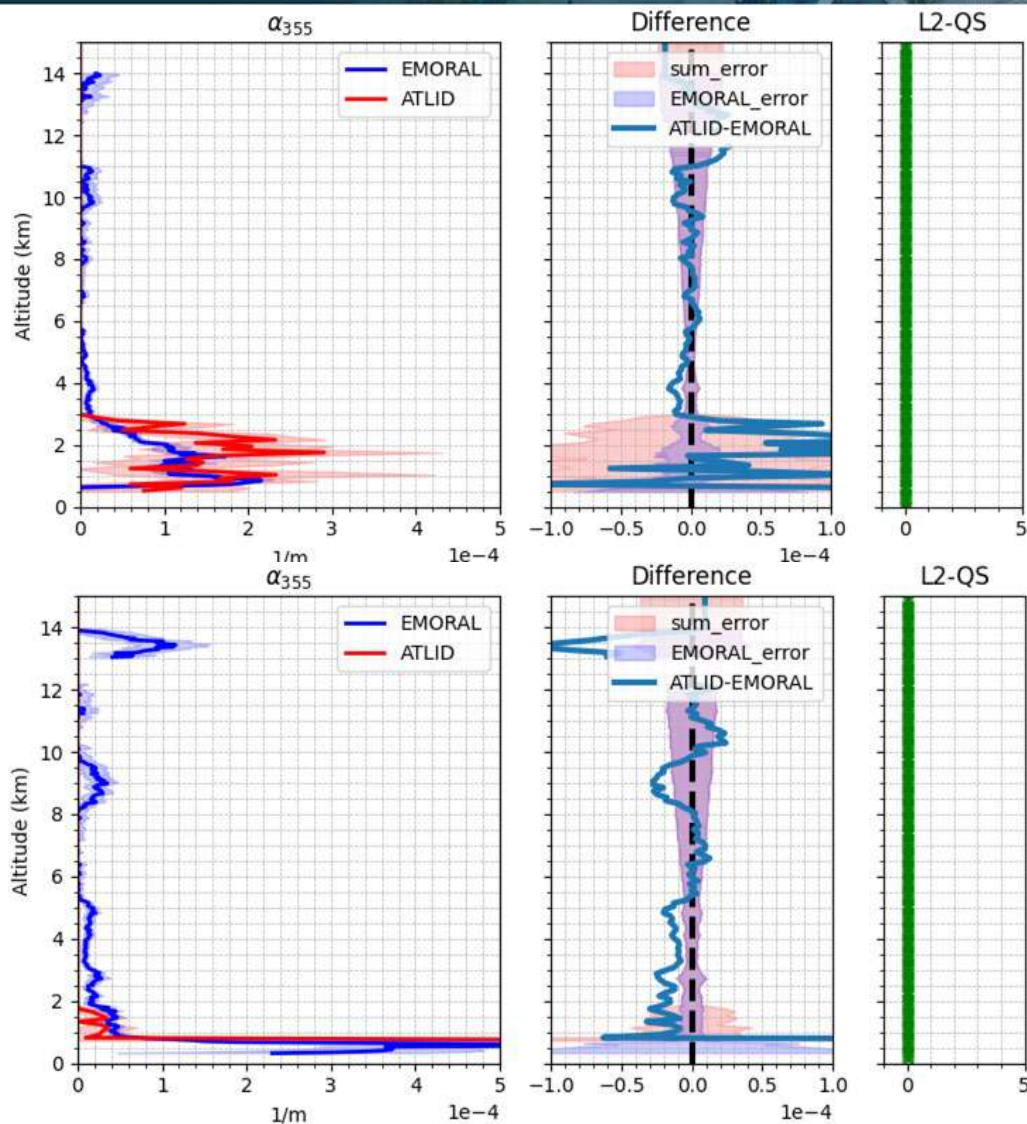 α355 Difference L2-QS
EMORAL
ATLID
sum_error
EMORAL_error
ATLID-EMORAL
Altitude (km)
14
12
10
8
6
4
2
0
0 1 2 3 4 5
1/m 1e−4
−1.0 −0.5 0.0 0.5 1.0
1e−4
0 5
α355 Difference L2-QS
EMORAL
ATLID
sum_error
EMORAL_error
ATLID-EMORAL
Altitude (km)
14
12
10
8
6
4
2
0
0 1 2 3 4 5
1/m 1e−4
−1.0 −0.5 0.0 0.5 1.0
1e−4
0 5